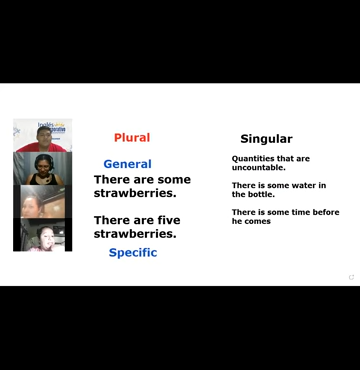 Inglés
Plural
General
There are some
strawberries.
There are five
strawberries.
Specific
Singular
Quantities that are
uncountable.
There is some water in
the bottle.
There is some time before
he comes